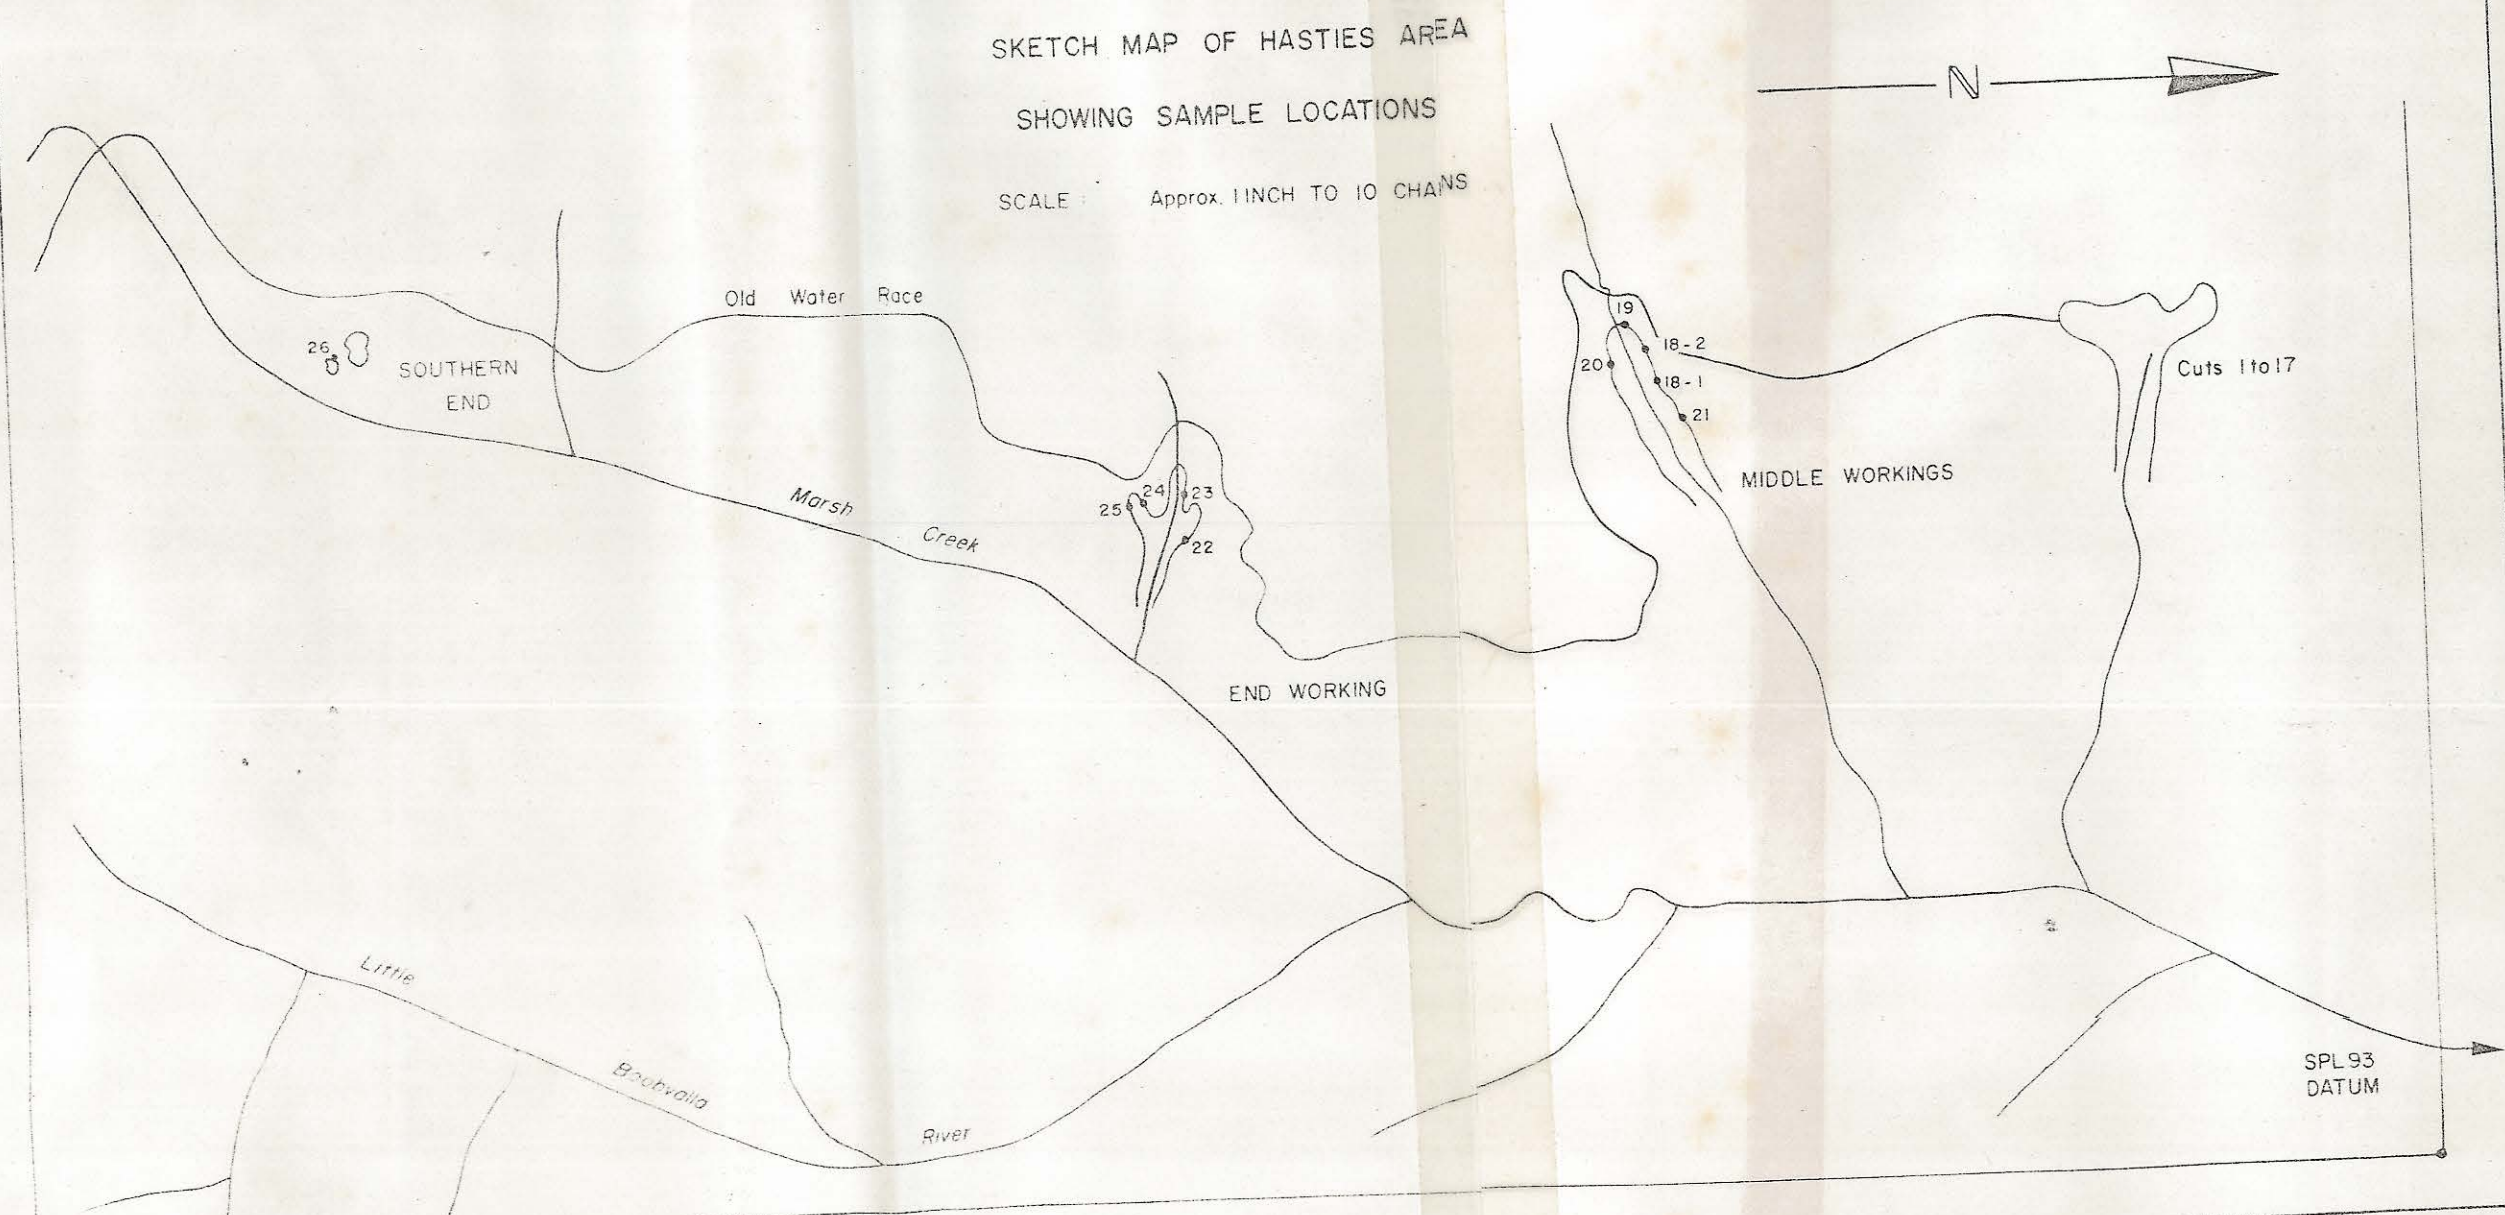 SKETCH MAP OF HASTIES AREA
SHOWING SAMPLE LOCATIONS
SCALE : Approx. 1 INCH TO 10 CHAINS
N
Old Water Race
26
SOUTHERN
END
19
18-2
20
18-1
21
Cuts 1 to 17
MIDDLE WORKINGS
Marsh Creek
24
23
25
22
END WORKING
Little Boobyalla River
SPL 93
DATUM